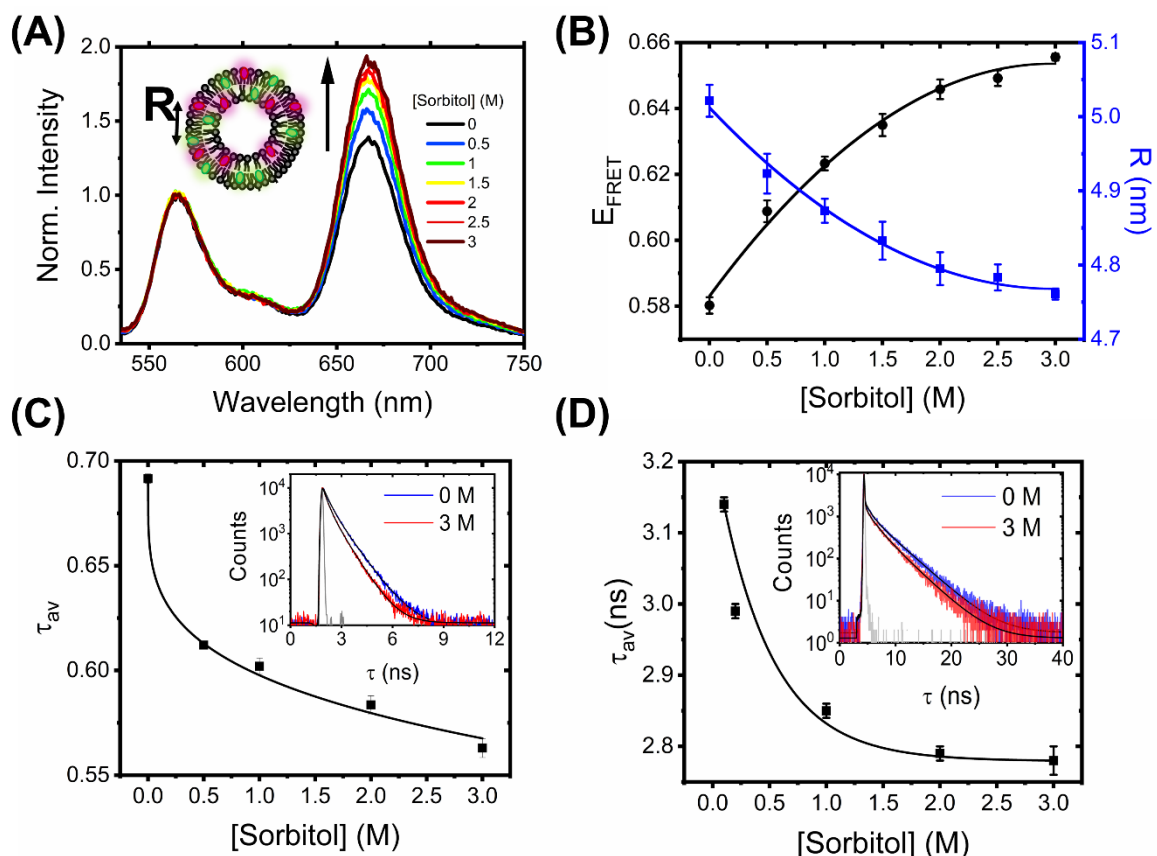 (A)
2.0
1.5
1.0
0.5
0.0
Norm. Intensity
R
[Sorbitol] (M)
0
0.5
1
1.5
2
2.5
3
550 600 650 700 750
Wavelength (nm)
(B)
0.66
0.64
0.62
0.60
0.58
EFRET
5.1
5.0
4.9
4.8
4.7
R (nm)
0.0 0.5 1.0 1.5 2.0 2.5 3.0
[Sorbitol] (M)
(C)
0.70
0.65
0.60
0.55
τav
10⁴
10³
10²
10¹
Counts
0 M
3 M
0 3 6 9 12
τ (ns)
0.0 0.5 1.0 1.5 2.0 2.5 3.0
[Sorbitol] (M)
(D)
3.2
3.1
3.0
2.9
2.8
τav(ns)
10⁴
10³
10²
10¹
10⁰
Counts
0 M
3 M
0 10 20 30 40
τ (ns)
0.0 0.5 1.0 1.5 2.0 2.5 3.0
[Sorbitol] (M)